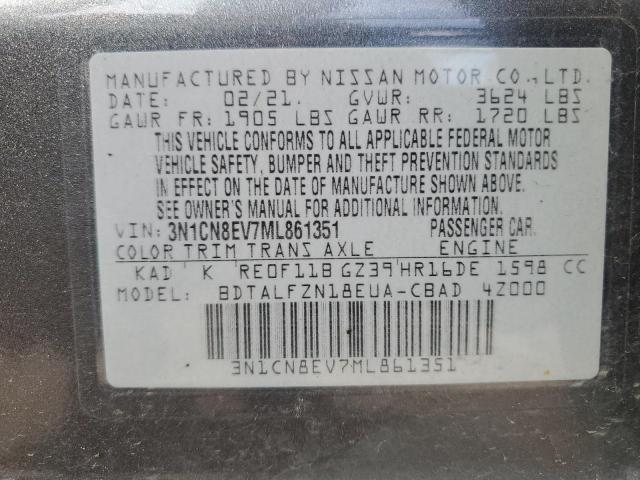 MANUFACTURED BY NISSAN MOTOR CO.,LTD.
DATE: 02/21. GVWR: 3624 LBS
GAWR FR: 1905 LBS GAWR RR: 1720 LBS
THIS VEHICLE CONFORMS TO ALL APPLICABLE FEDERAL MOTOR
VEHICLE SAFETY, BUMPER AND THEFT PREVENTION STANDARDS
IN EFFECT ON THE DATE OF MANUFACTURE SHOWN ABOVE.
SEE OWNER'S MANUAL FOR ADDITIONAL INFORMATION.
VIN: 3N1CN8EV7ML861351 PASSENGER CAR.
COLOR TRIM TRANS AXLE ENGINE
KAD K RE0F11B GZ39 HR16DE 1598 CC
MODEL: BDTALFZN18EUA-CBAD 4Z000
3N1CN8EV7ML861351